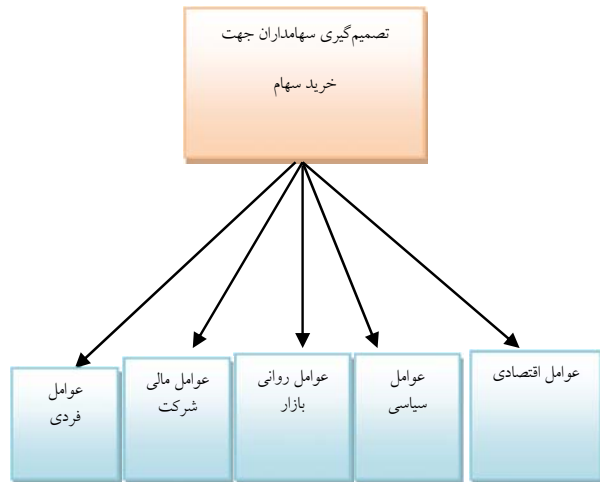 تصمیم‌گیری سهامداران جهت
خرید سهام
عوامل اقتصادی
عوامل
سیاسی
عوامل روانی
بازار
عوامل مالی
شرکت
عوامل
فردی